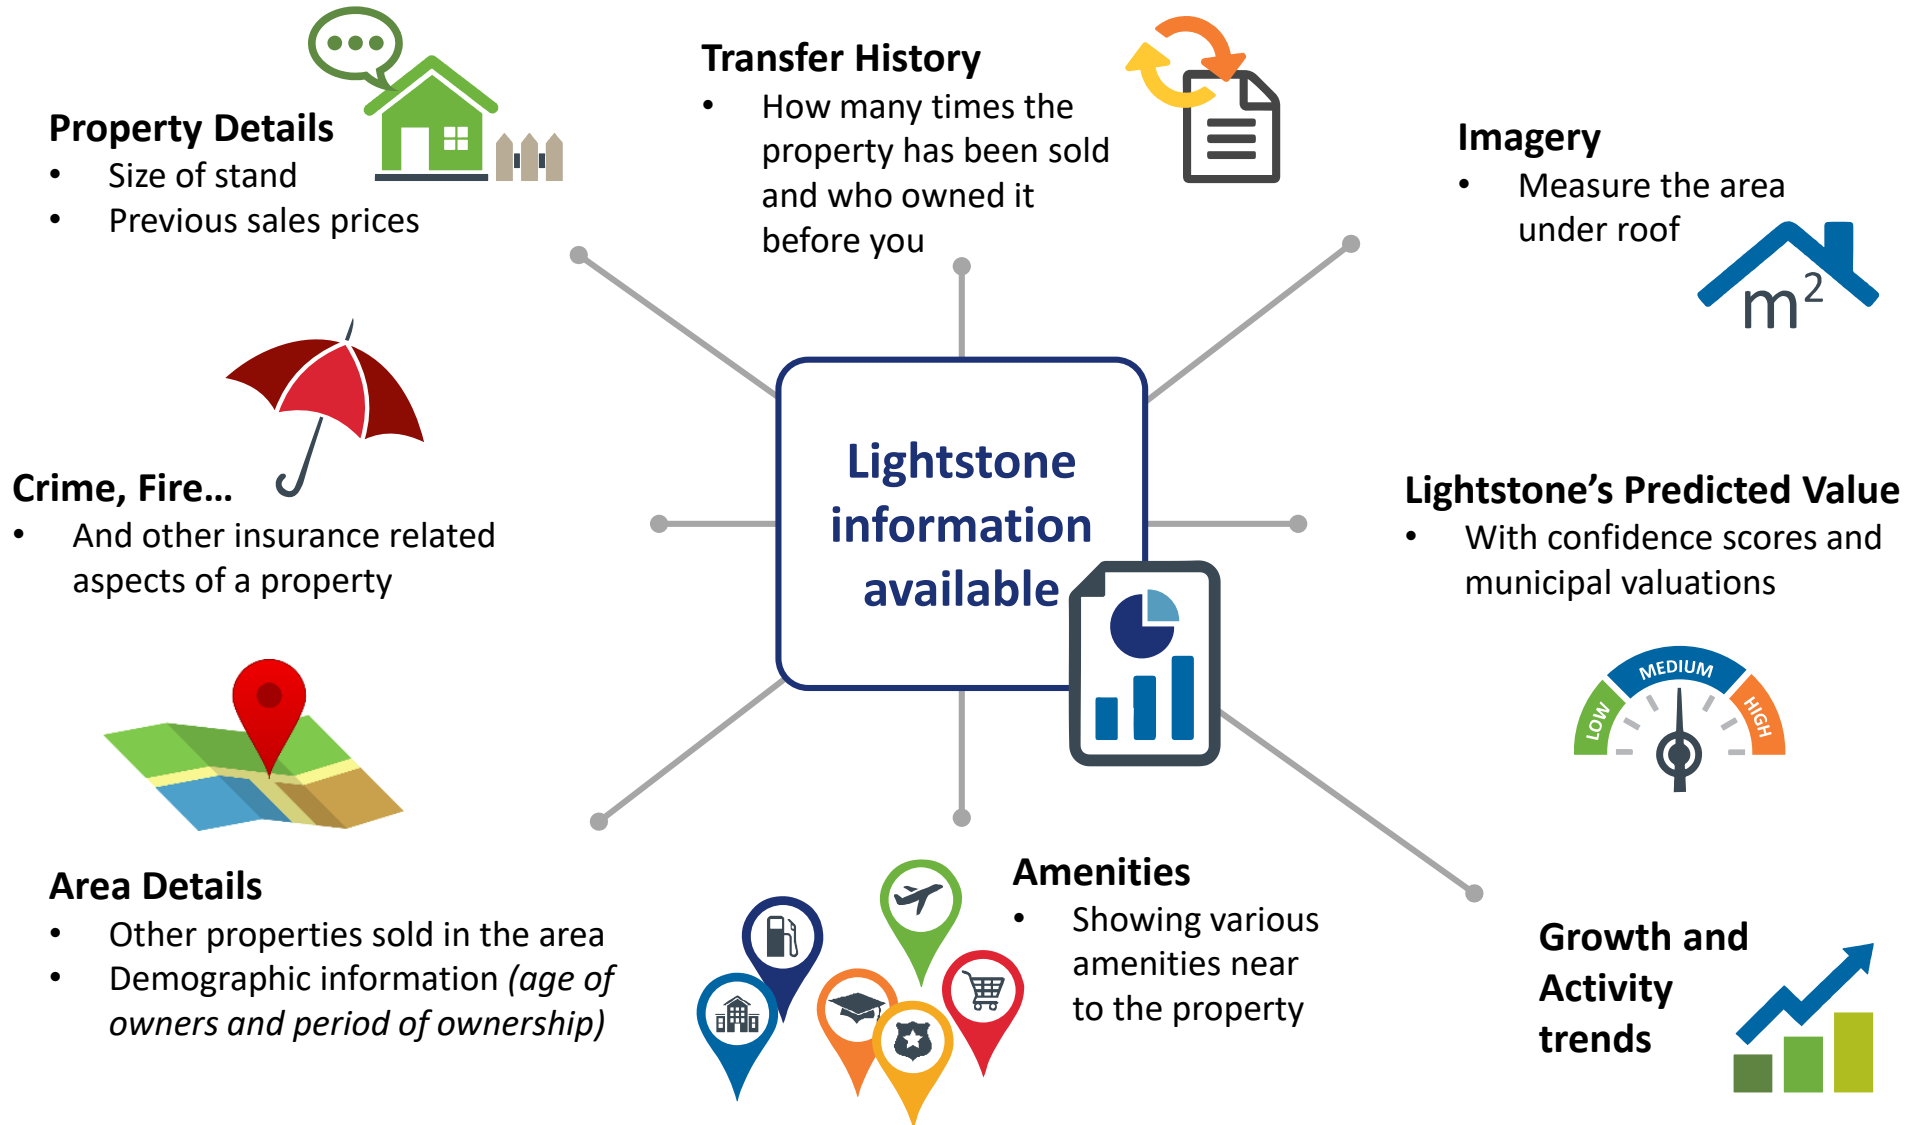 Property Details
• Size of stand
• Previous sales prices
Transfer History
• How many times the
property has been sold
and who owned it
before you
Imagery
• Measure the area
under roof
m²
Crime, Fire…
• And other insurance related
aspects of a property
Lightstone
information
available
Lightstone’s Predicted Value
• With confidence scores and
municipal valuations
LOW
MEDIUM
HIGH
Area Details
• Other properties sold in the area
• Demographic information (age of
owners and period of ownership)
Amenities
• Showing various
amenities near
to the property
Growth and
Activity
trends